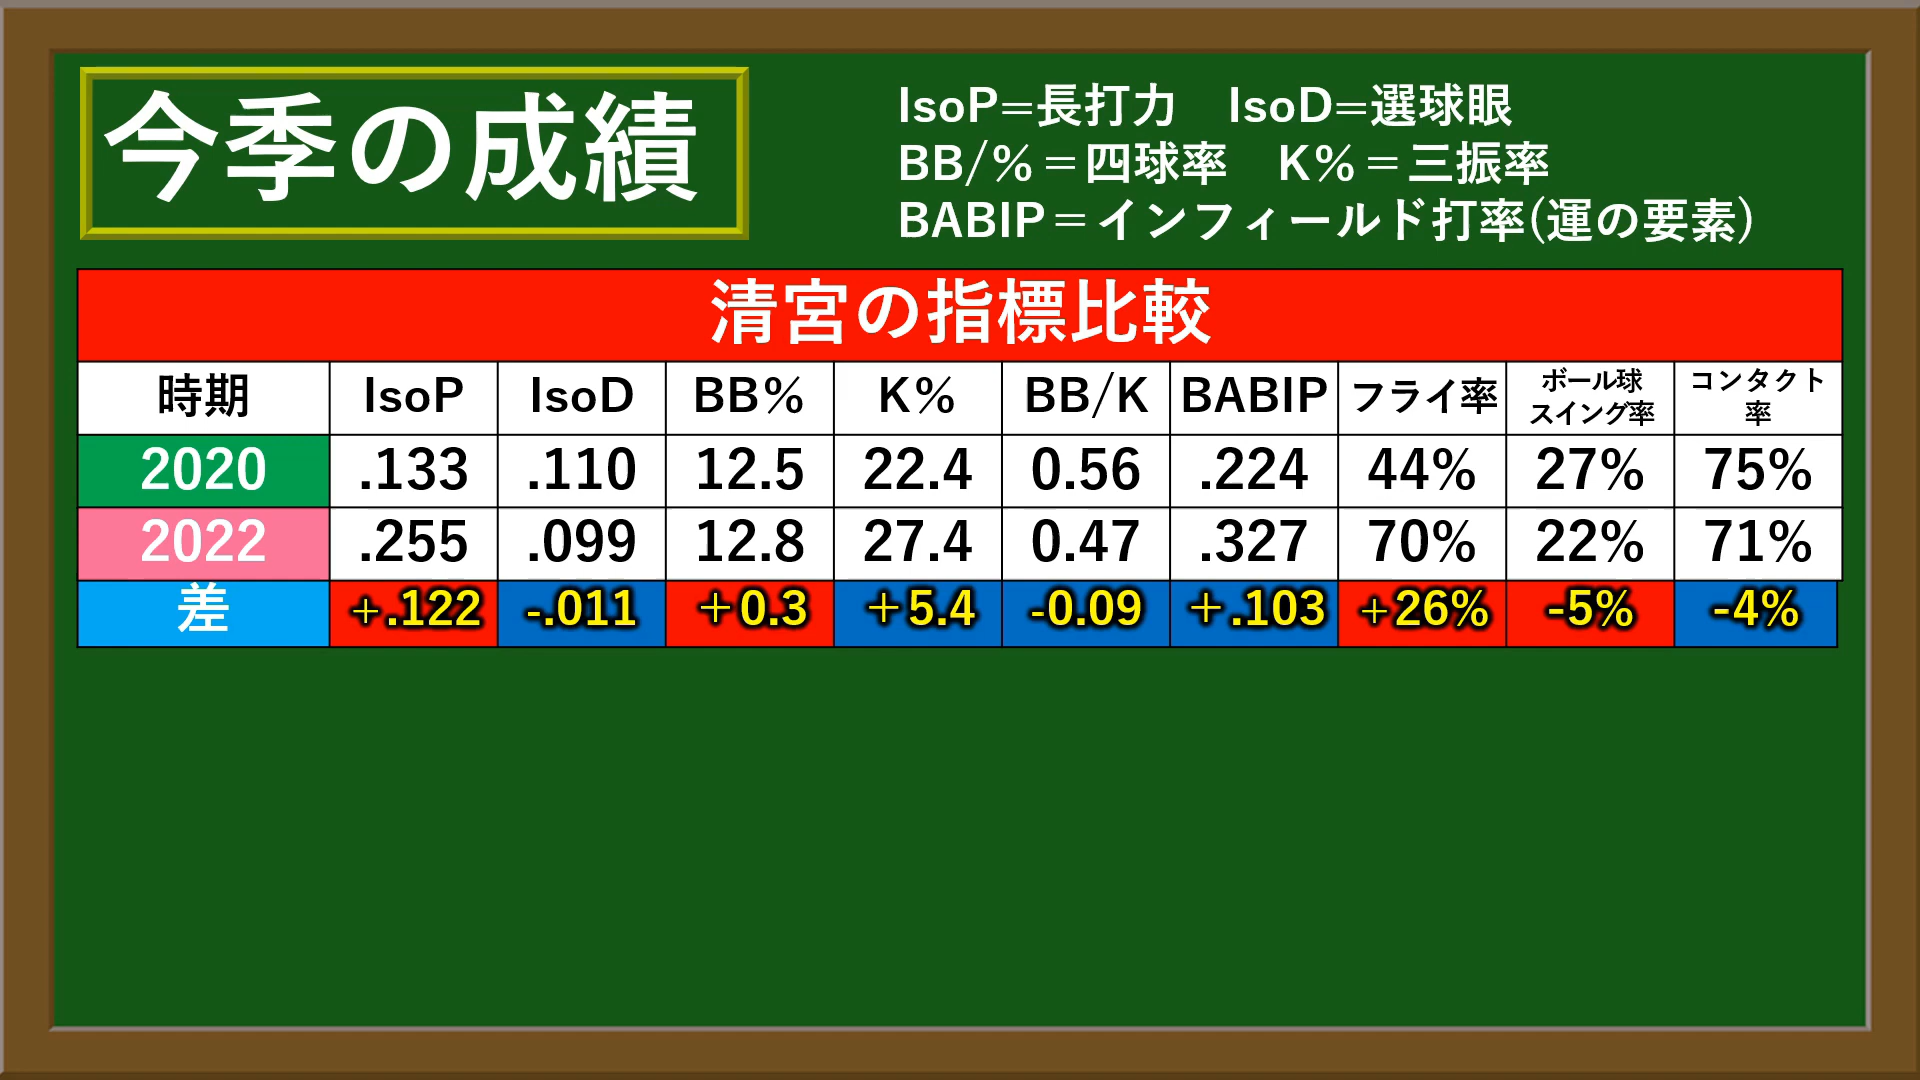 今季の成績
IsoP=長打力　IsoD=選球眼
BB/%＝四球率　K%＝三振率
BABIP＝インフィールド打率(運の要素)
清宮の指標比較
時期 IsoP IsoD BB% K% BB/K BABIP フライ率 ボール球スイング率 コンタクト率
2020 .133 .110 12.5 22.4 0.56 .224 44% 27% 75%
2022 .255 .099 12.8 27.4 0.47 .327 70% 22% 71%
差 +.122 -.011 +0.3 +5.4 -0.09 +.103 +26% -5% -4%